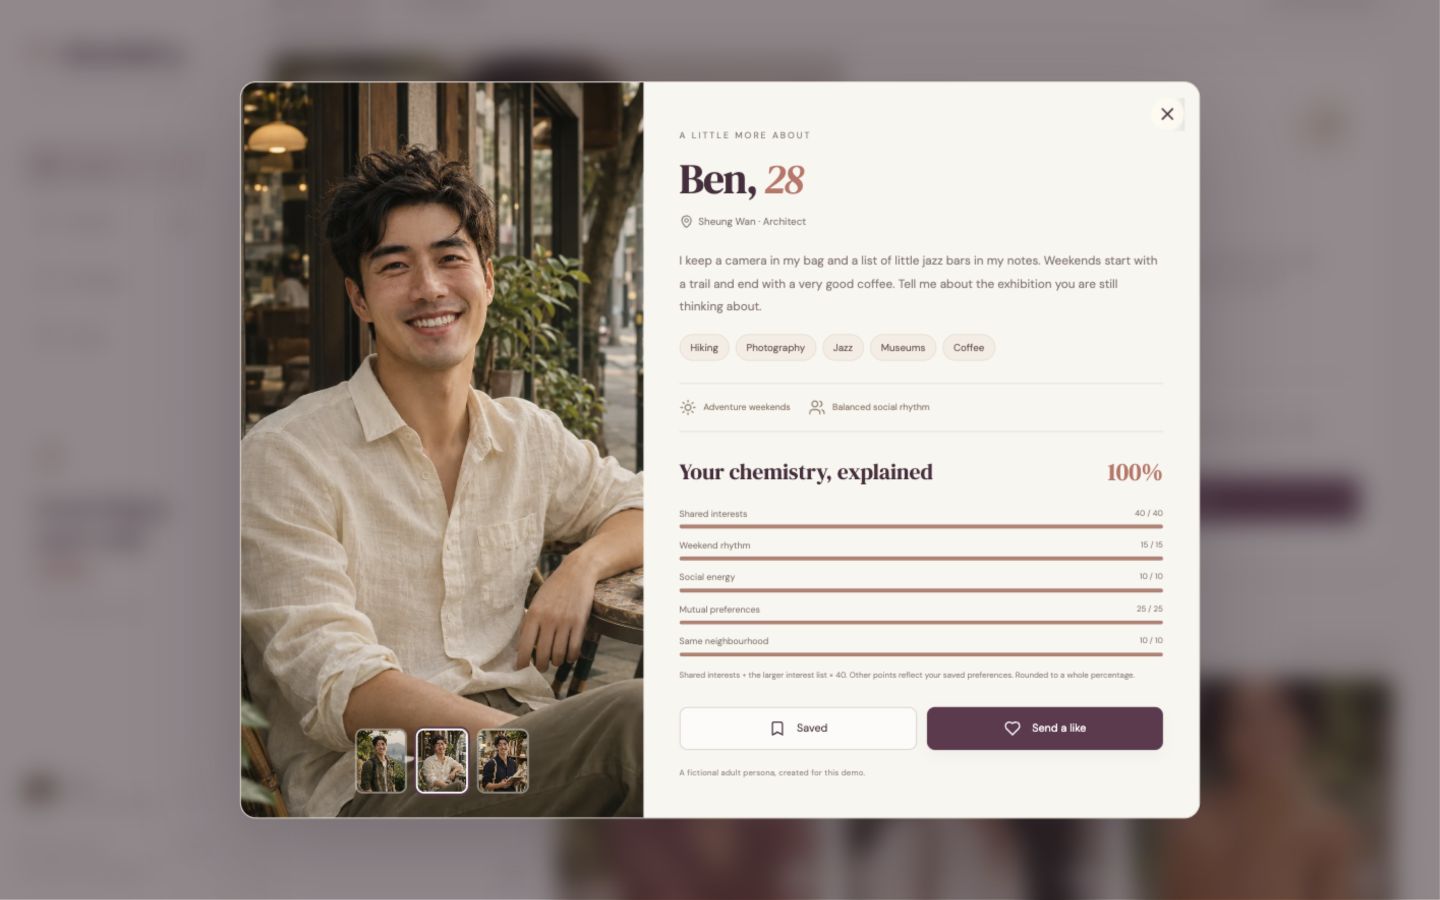 A LITTLE MORE ABOUT
Ben, 28
Sheung Wan · Architect
I keep a camera in my bag and a list of little jazz bars in my notes. Weekends start with
a trail and end with a very good coffee. Tell me about the exhibition you are still
thinking about.
Hiking Photography Jazz Museums Coffee
Adventure weekends Balanced social rhythm
Your chemistry, explained 100%
Shared interests 40 / 40
Weekend rhythm 15 / 15
Social energy 10 / 10
Mutual preferences 25 / 25
Same neighbourhood 10 / 10
Shared interests ÷ the larger interest list × 40. Other points reflect your saved preferences. Rounded to a whole percentage.
Saved Send a like
A fictional adult persona, created for this demo.